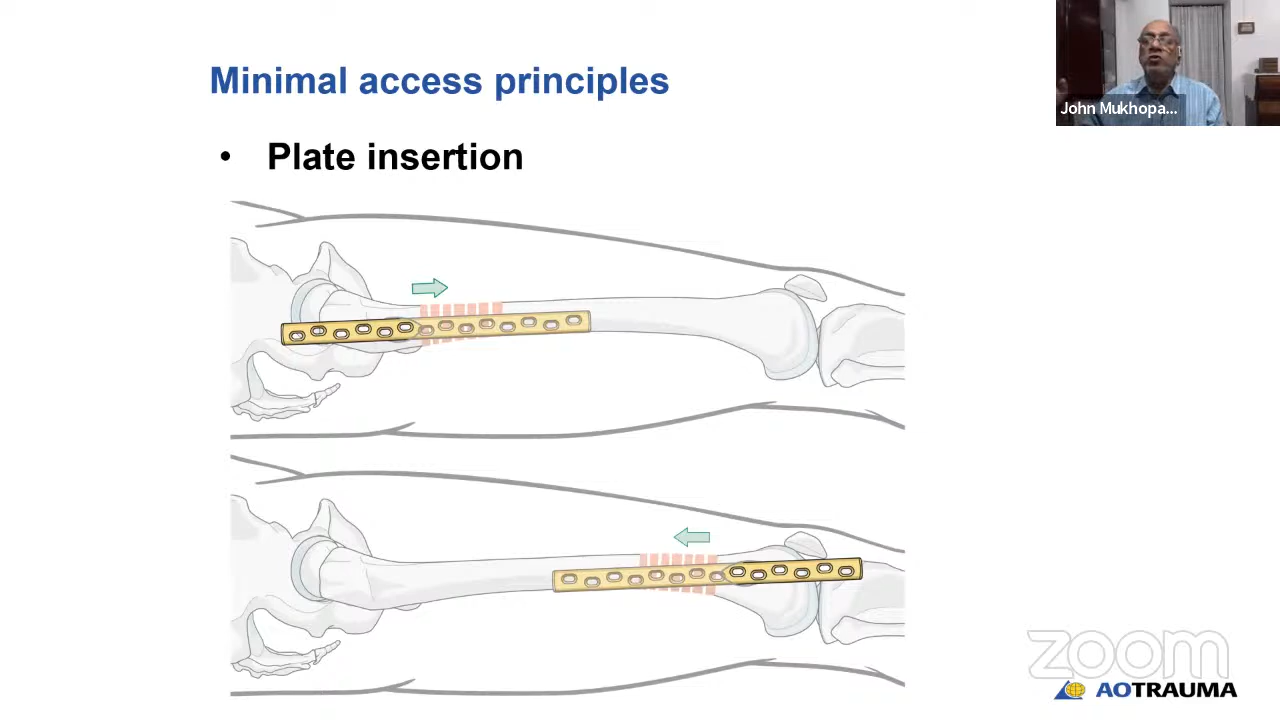 Minimal access principles
John Mukhopa...
• Plate insertion
zoom
AOTRAUMA